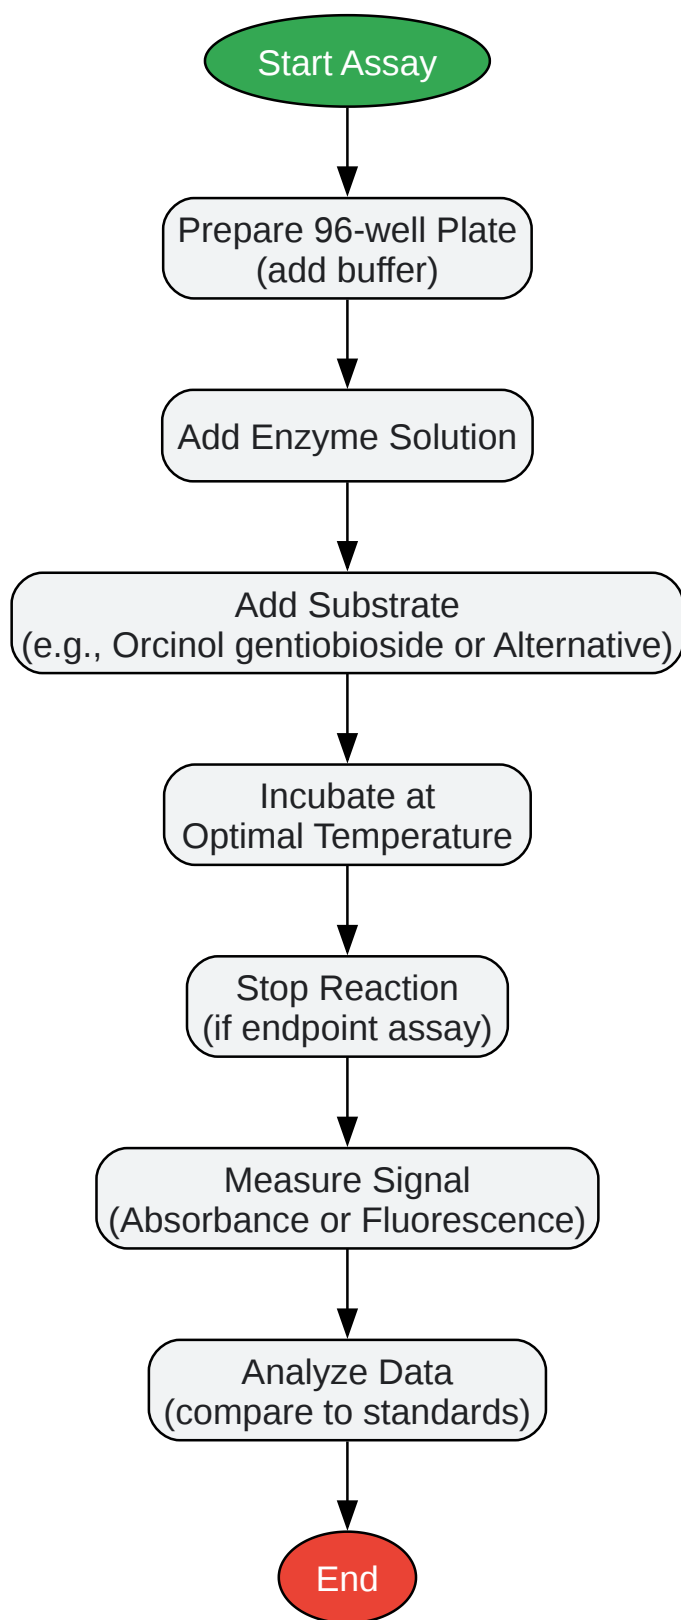 Start Assay
Prepare 96-well Plate
(add buffer)
Add Enzyme Solution
Add Substrate
(e.g., Orcinol gentiobioside or Alternative)
Incubate at
Optimal Temperature
Stop Reaction
(if endpoint assay)
Measure Signal
(Absorbance or Fluorescence)
Analyze Data
(compare to standards)
End